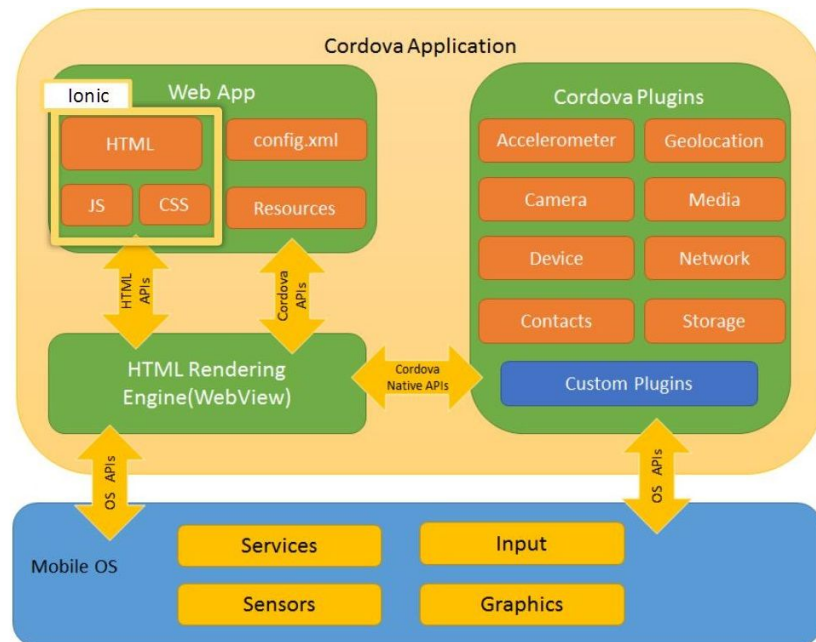 Cordova Application
Ionic
Web App
HTML
config.xml
JS
CSS
Resources
HTML
APIs
Cordova
APIs
HTML Rendering
Engine(WebView)
Cordova
Native APIs
Cordova Plugins
Accelerometer
Geolocation
Camera
Media
Device
Network
Contacts
Storage
Custom Plugins
OS APIs
OS APIs
Mobile OS
Services
Input
Sensors
Graphics